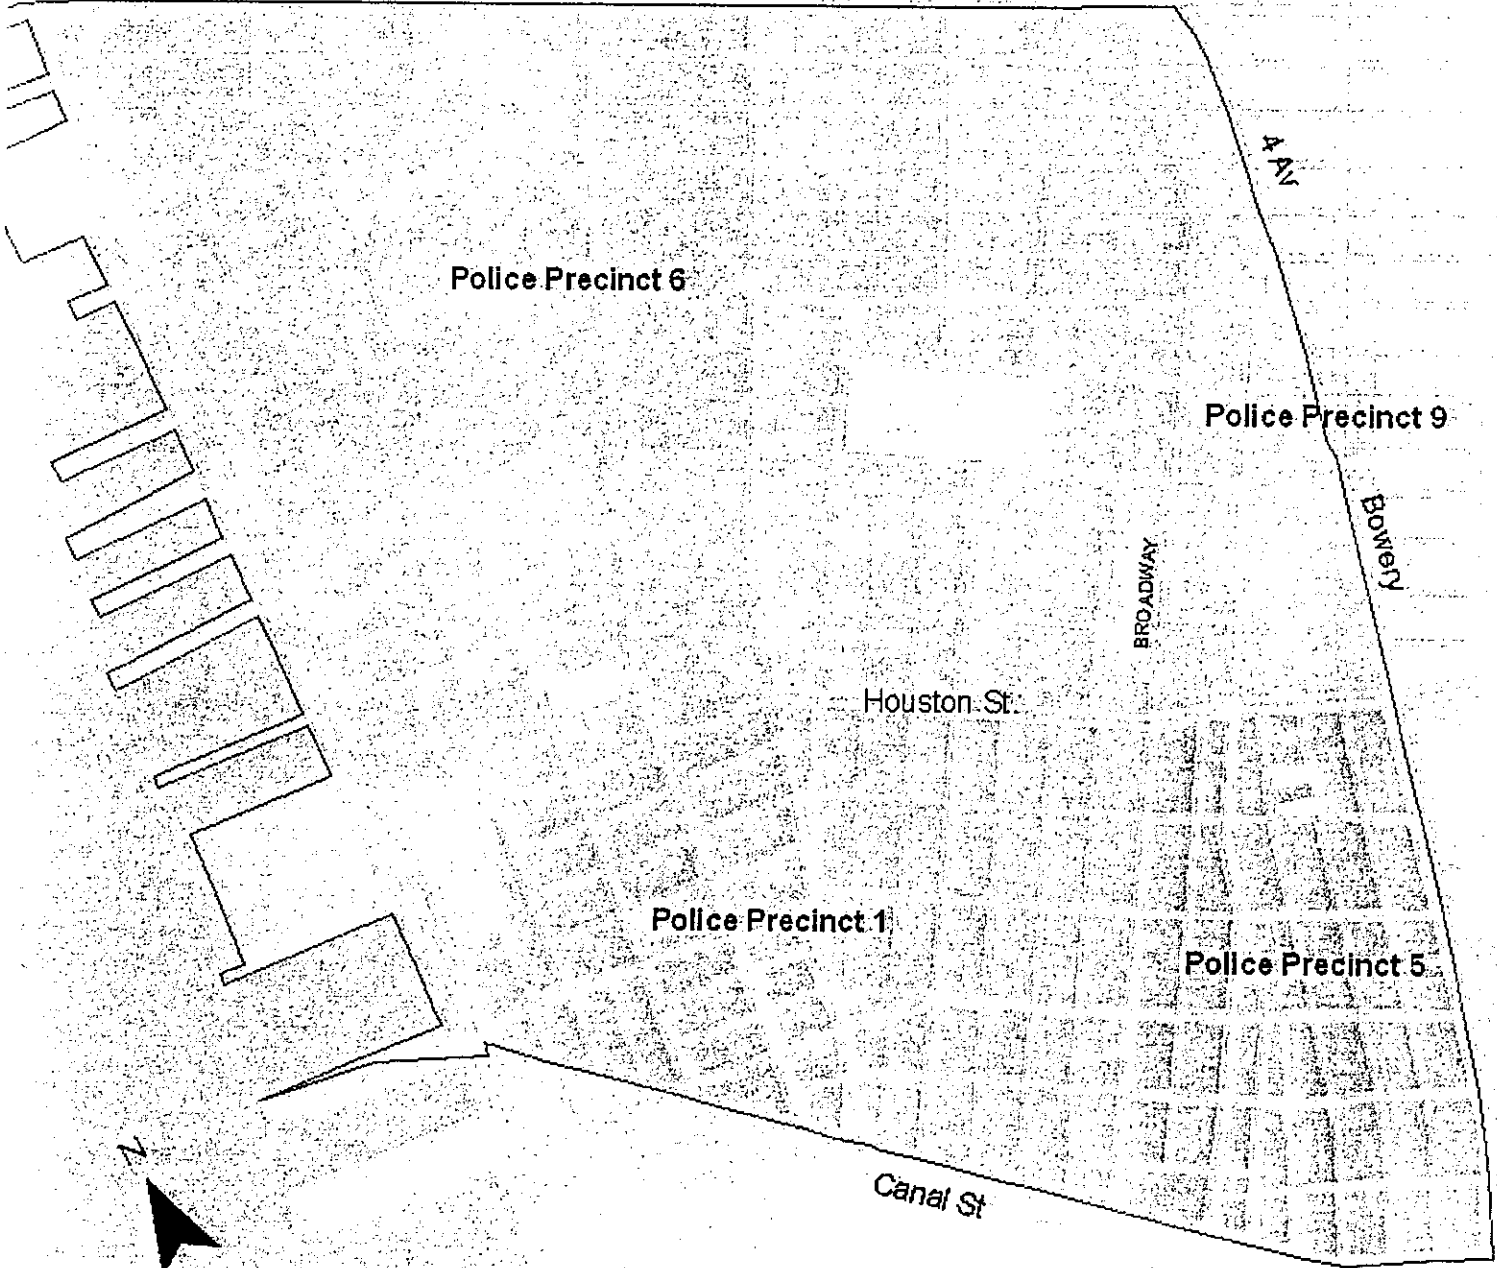 4 Av
Police Precinct 6
Police Precinct 9
Bowery
BROADWAY
Houston St.
Police Precinct 1
Police Precinct 5
N
Canal St